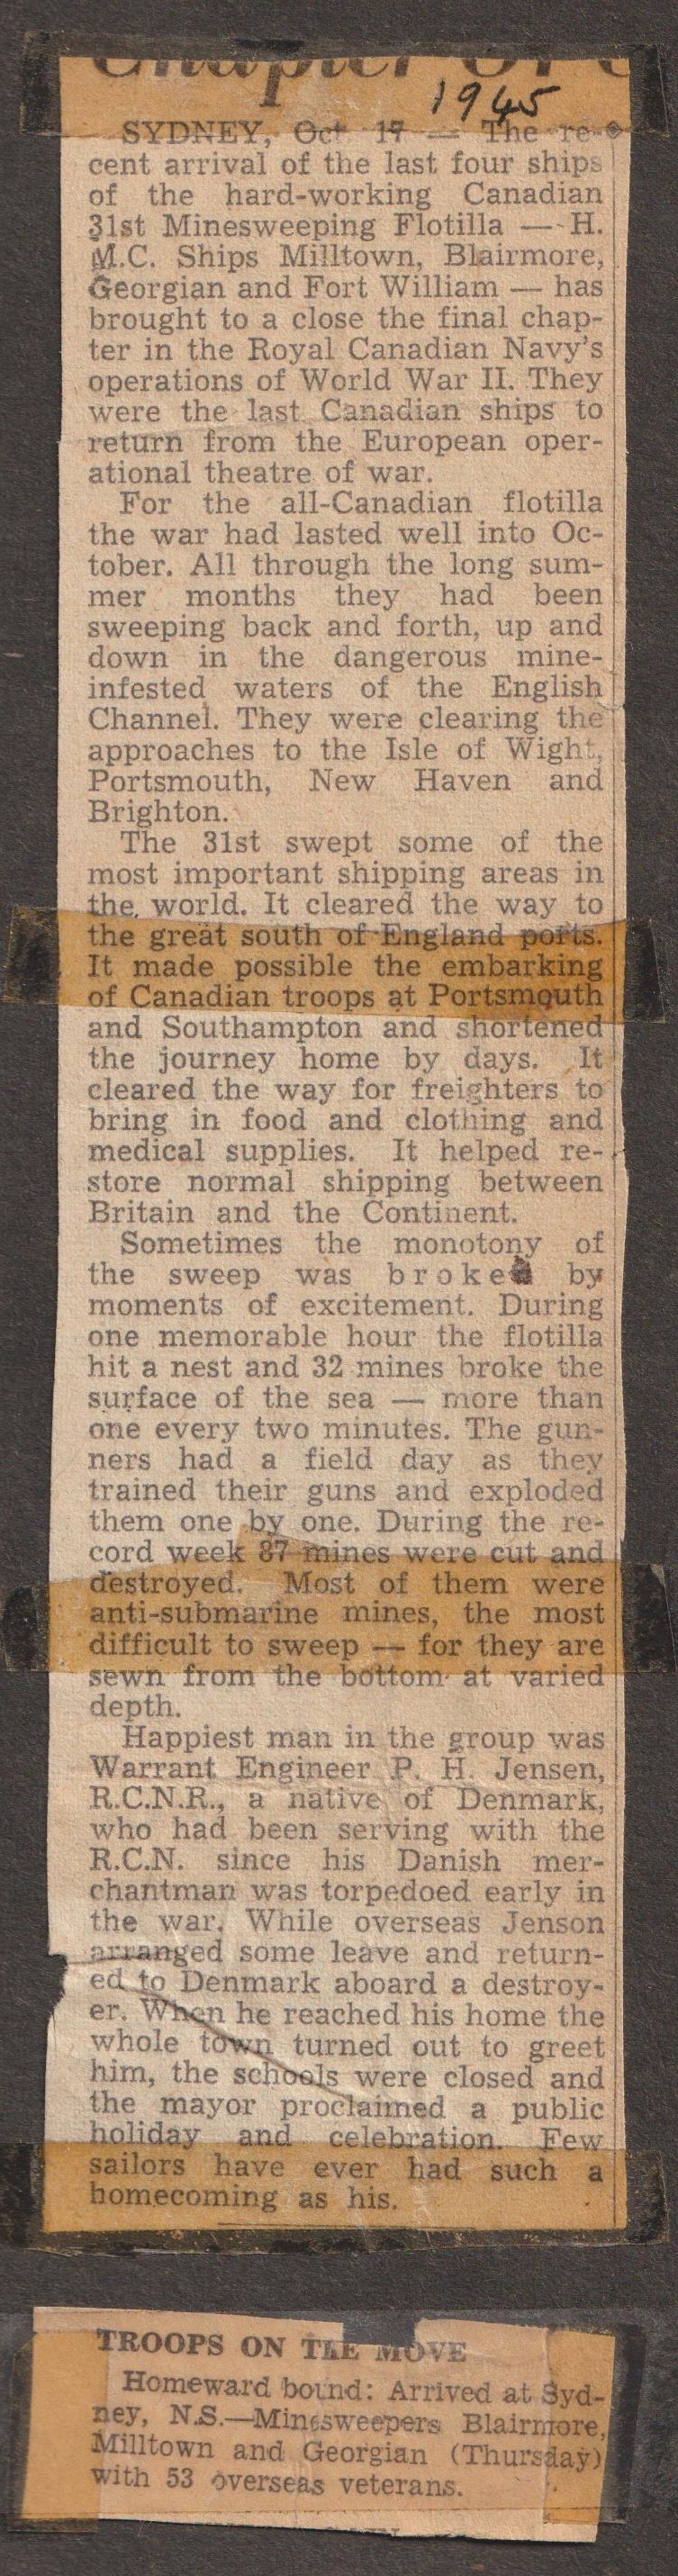 Chapter Of
1945
SYDNEY, Oct 17 — The re-
cent arrival of the last four ships
of the hard-working Canadian
31st Minesweeping Flotilla — H.
M.C. Ships Milltown, Blairmore,
Georgian and Fort William — has
brought to a close the final chap-
ter in the Royal Canadian Navy's
operations of World War II. They
were the last Canadian ships to
return from the European oper-
ational theatre of war.
For the all-Canadian flotilla
the war had lasted well into Oc-
tober. All through the long sum-
mer months they had been
sweeping back and forth, up and
down in the dangerous mine-
infested waters of the English
Channel. They were clearing the
approaches to the Isle of Wight,
Portsmouth, New Haven and
Brighton.
The 31st swept some of the
most important shipping areas in
the world. It cleared the way to
the great south of England ports.
It made possible the embarking
of Canadian troops at Portsmouth
and Southampton and shortened
the journey home by days. It
cleared the way for freighters to
bring in food and clothing and
medical supplies. It helped re-
store normal shipping between
Britain and the Continent.
Sometimes the monotony of
the sweep was broken by
moments of excitement. During
one memorable hour the flotilla
hit a nest and 32 mines broke the
surface of the sea — more than
one every two minutes. The gun-
ners had a field day as they
trained their guns and exploded
them one by one. During the re-
cord week 87 mines were cut and
destroyed. Most of them were
anti-submarine mines, the most
difficult to sweep — for they are
sewn from the bottom at varied
depth.
Happiest man in the group was
Warrant Engineer P. H. Jensen,
R.C.N.R., a native of Denmark,
who had been serving with the
R.C.N. since his Danish mer-
chantman was torpedoed early in
the war. While overseas Jenson
arranged some leave and return-
ed to Denmark aboard a destroy-
er. When he reached his home the
whole town turned out to greet
him, the schools were closed and
the mayor proclaimed a public
holiday and celebration. Few
sailors have ever had such a
homecoming as his.
TROOPS ON THE MOVE
Homeward bound: Arrived at Syd-
ney, N.S.—Minesweepers Blairmore,
Milltown and Georgian (Thursday)
with 53 overseas veterans.